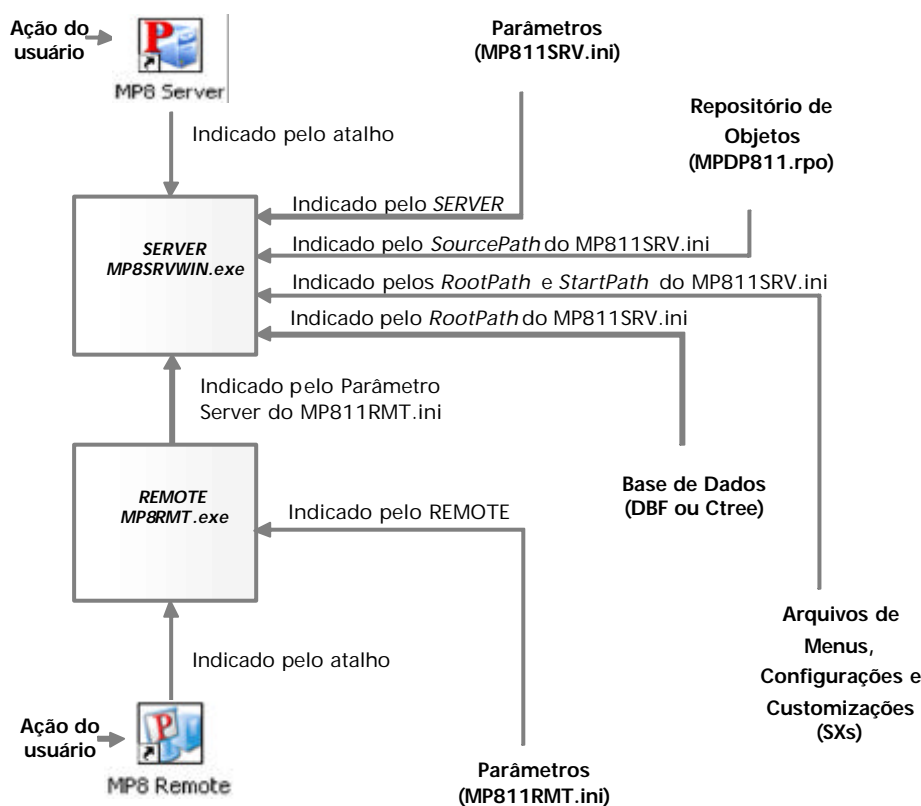 Ação do
usuário
MP8 Server
Parâmetros
(MP811SRV.ini)
Repositório de
Objetos
(MPDP811.rpo)
Indicado pelo atalho
Indicado pelo SERVER
Indicado pelo SourcePath do MP811SRV.ini
Indicado pelos RootPath e StartPath do MP811SRV.ini
Indicado pelo RootPath do MP811SRV.ini
SERVER
MP8SRVWIN.exe
Indicado pelo Parâmetro
Server do MP811RMT.ini
REMOTE
MP8RMT.exe
Indicado pelo REMOTE
Base de Dados
(DBF ou Ctree)
Arquivos de
Menus,
Configurações e
Customizações
(SXs)
Indicado pelo atalho
Ação do
usuário
MP8 Remote
Parâmetros
(MP811RMT.ini)